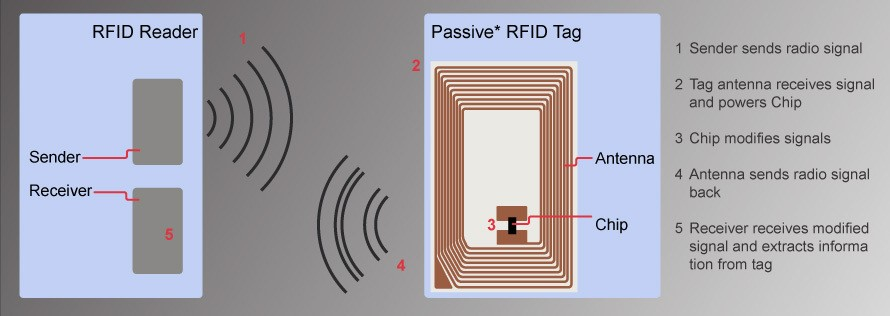 RFID Reader
1
Sender
Receiver
5
4
Passive* RFID Tag
2
Antenna
3
Chip
1 Sender sends radio signal
2 Tag antenna receives signal
and powers Chip
3 Chip modifies signals
4 Antenna sends radio signal
back
5 Receiver receives modified
signal and extracts informa
tion from tag